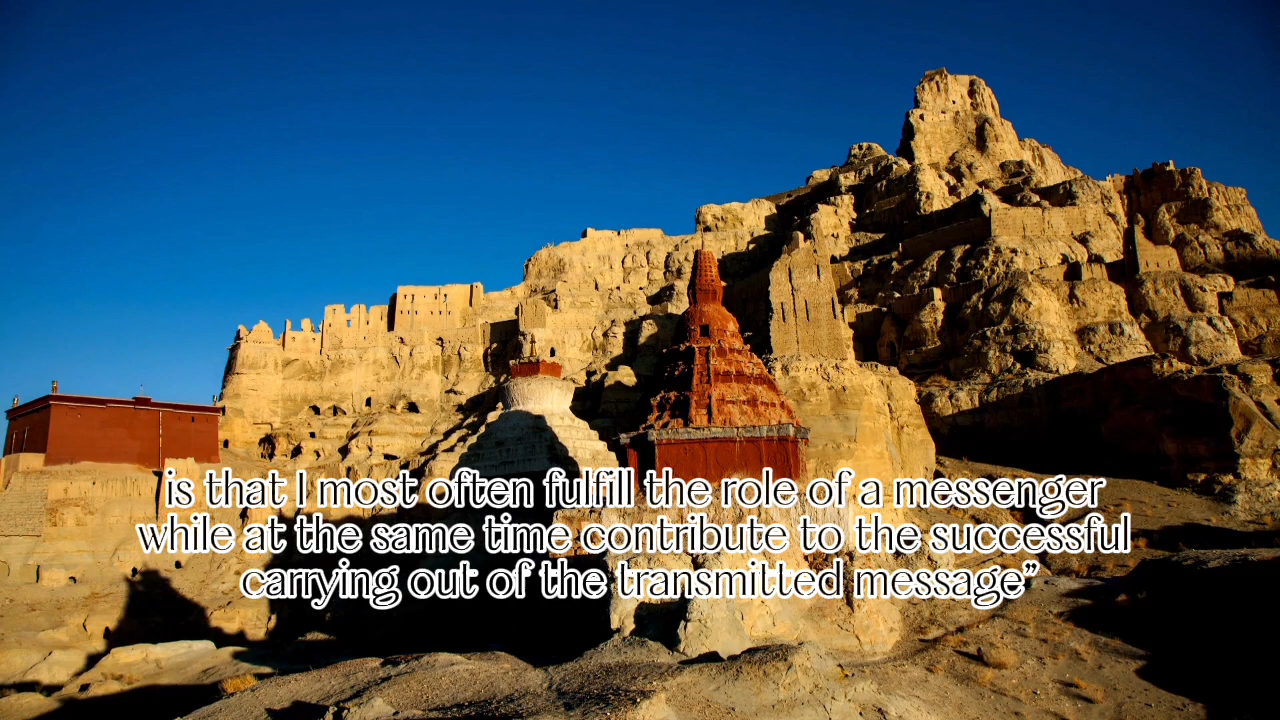 is that I most often fulfill the role of a messenger
while at the same time contribute to the successful
carrying out of the transmitted message”